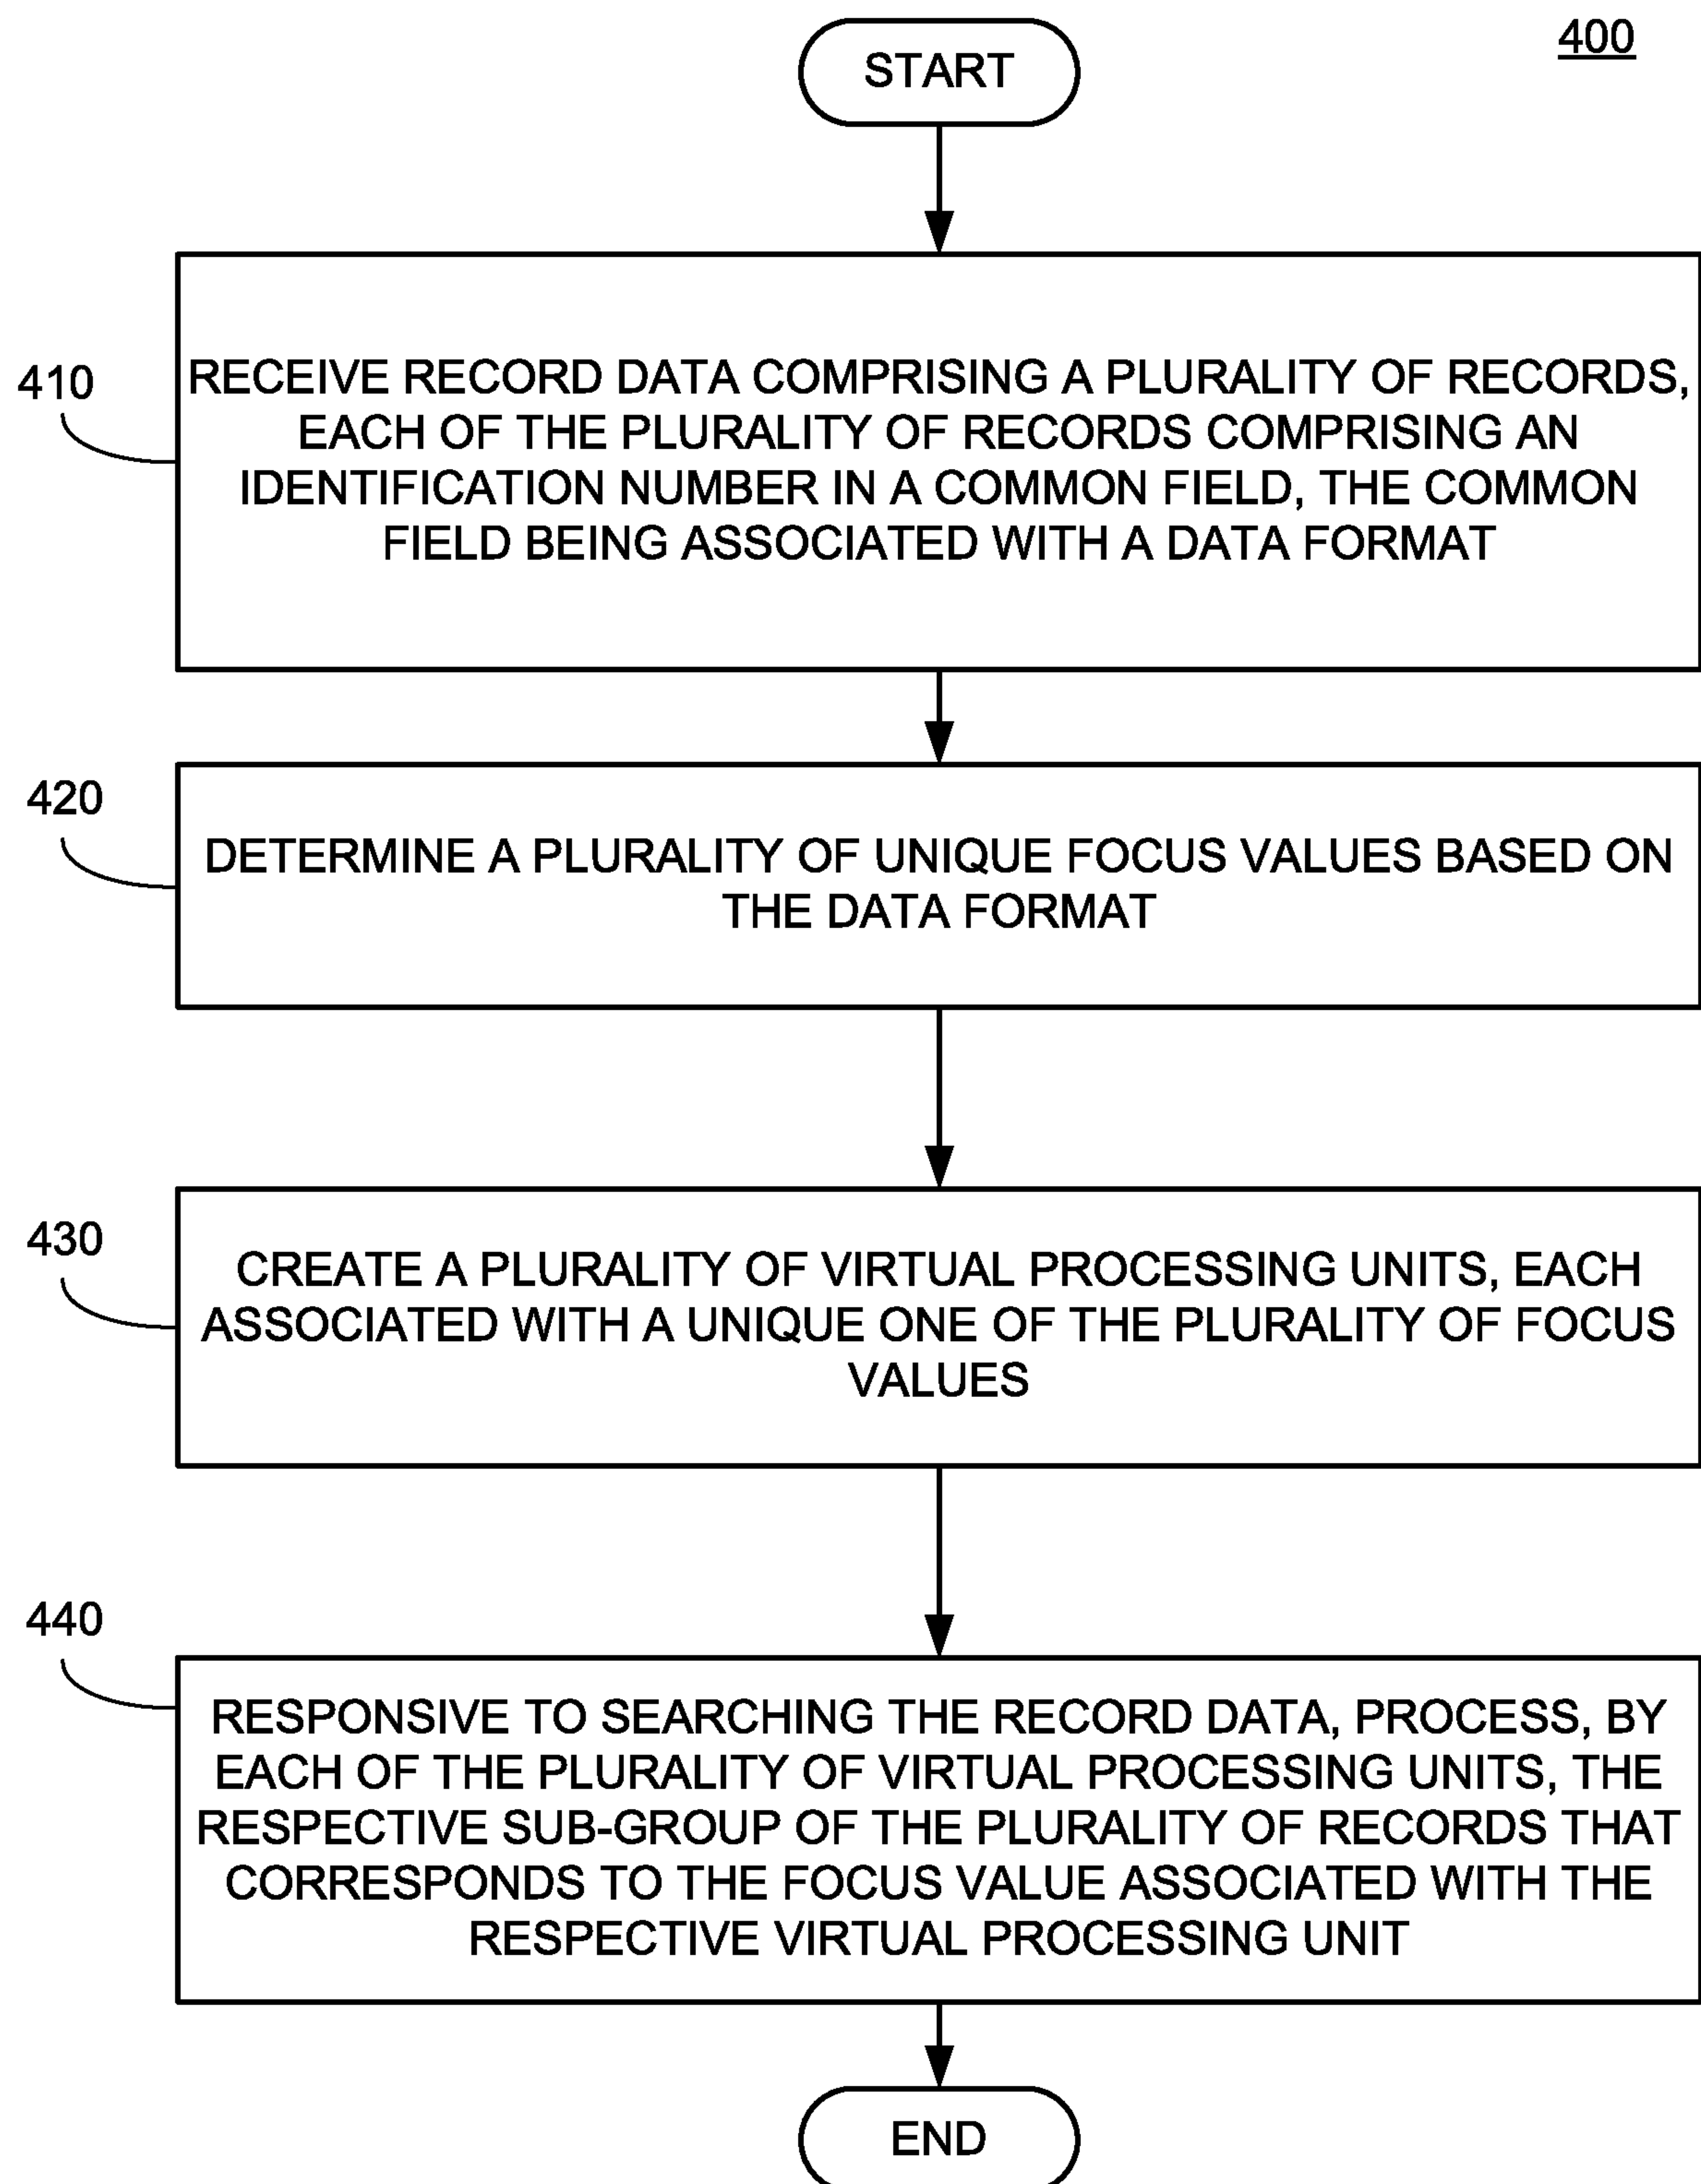 400
START
410
RECEIVE RECORD DATA COMPRISING A PLURALITY OF RECORDS,
EACH OF THE PLURALITY OF RECORDS COMPRISING AN
IDENTIFICATION NUMBER IN A COMMON FIELD, THE COMMON
FIELD BEING ASSOCIATED WITH A DATA FORMAT
420
DETERMINE A PLURALITY OF UNIQUE FOCUS VALUES BASED ON
THE DATA FORMAT
430
CREATE A PLURALITY OF VIRTUAL PROCESSING UNITS, EACH
ASSOCIATED WITH A UNIQUE ONE OF THE PLURALITY OF FOCUS
VALUES
440
RESPONSIVE TO SEARCHING THE RECORD DATA, PROCESS, BY
EACH OF THE PLURALITY OF VIRTUAL PROCESSING UNITS, THE
RESPECTIVE SUB-GROUP OF THE PLURALITY OF RECORDS THAT
CORRESPONDS TO THE FOCUS VALUE ASSOCIATED WITH THE
RESPECTIVE VIRTUAL PROCESSING UNIT
END